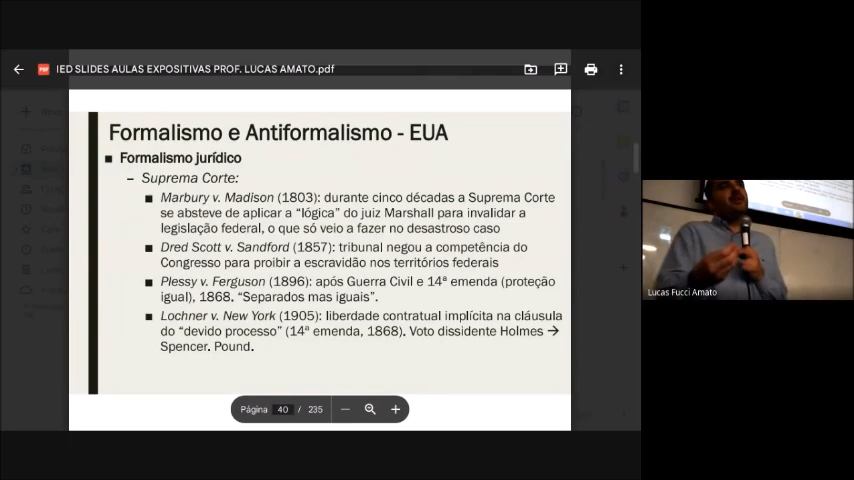 IED SLIDES AULAS EXPOSITIVAS PROF. LUCAS AMATO.pdf
Formalismo e Antiformalismo - EUA
Formalismo jurídico
– Suprema Corte:
Marbury v. Madison (1803): durante cinco décadas a Suprema Corte
se absteve de aplicar a “lógica” do juiz Marshall para invalidar a
legislação federal, o que só veio a fazer no desastroso caso
Dred Scott v. Sandford (1857): tribunal negou a competência do
Congresso para proibir a escravidão nos territórios federais
Plessy v. Ferguson (1896): após Guerra Civil e 14ª emenda (proteção
igual), 1868. “Separados mas iguais”.
Lochner v. New York (1905): liberdade contratual implícita na cláusula
do “devido processo” (14ª emenda, 1868). Voto dissidente Holmes →
Spencer. Pound.
Página 40 / 235
Lucas Fucci Amato